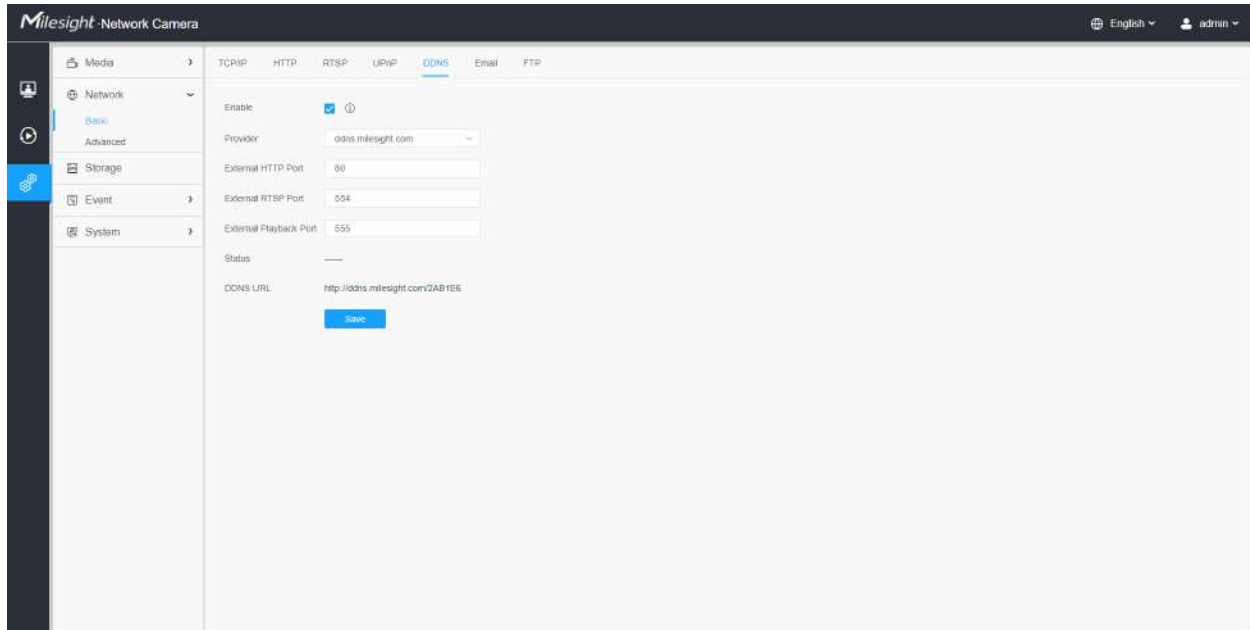 Milesight -Network Camera
English
admin
Media
TCP/IP HTTP RTSP UPnP DDNS Email FTP
Network
Basic
Advanced
Storage
Event
System
Enable
Provider ddns.milesight.com
External HTTP Port 80
External RTSP Port 554
External Playback Port 555
Status -----
DDNS URL http://ddns.milesight.com/2AB1E6
Save